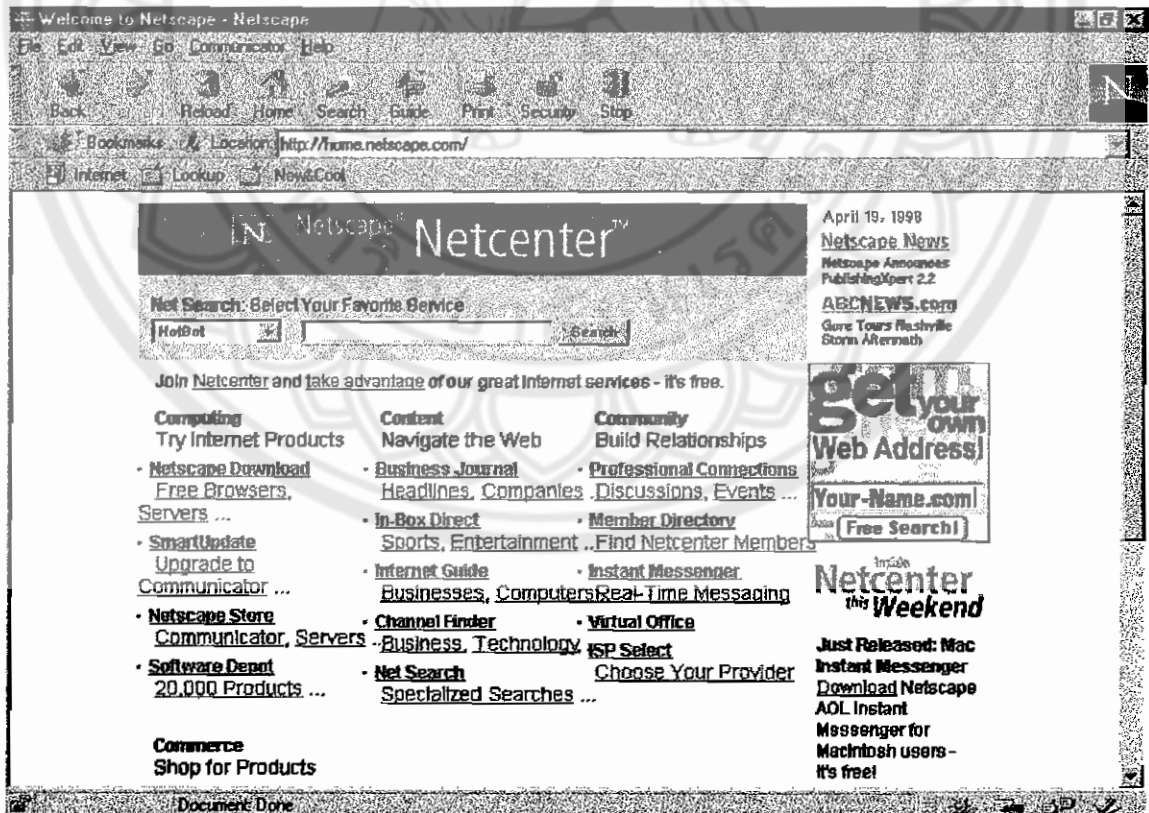 Welcome to Netscape - Netscape
File Edit View Go Communicator Help
Back Reload Home Search Guide Print Security Stop
N
Bookmarks Location: http://home.netscape.com/
Internet Lookup New&Cool
N Netscape® Netcenter™
Net Search: Select Your Favorite Service
HotBot Search
Join Netcenter and take advantage of our great Internet services - it's free.
Computing
Try Internet Products
• Netscape Download
Free Browsers,
Servers ...
• SmartUpdate
Upgrade to
Communicator ...
• Netscape Store
Communicator, Servers ...
• Software Depot
20,000 Products ...
Commerce
Shop for Products
Content
Navigate the Web
• Business Journal
Headlines, Companies
• In-Box Direct
Sports, Entertainment ...
• Internet Guide
Businesses, Computers
• Channel Finder
Business, Technology,
• Net Search
Specialized Searches ...
Community
Build Relationships
• Professional Connections
Discussions, Events ...
• Member Directory
Find Netcenter Members
• Instant Messenger
Real-Time Messaging
• Virtual Office
ISP Select
Choose Your Provider
April 19, 1998
Netscape News
Netscape Announces
PublishingXpert 2.2
ABCNEWS.com
Gore Tours Nashville
Storm Aftermath
get your own
Web Address!
Your-Name.com!
Free Search!
Inside
Netcenter
this Weekend
Just Released: Mac
Instant Messenger
Download Netscape
AOL Instant
Messenger for
Macintosh users -
It's free!
Document: Done